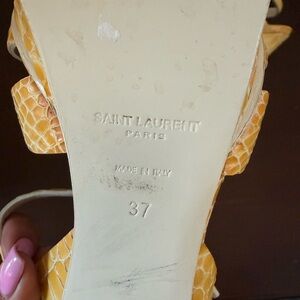 SAINT LAURENT
PARIS
MADE IN ITALY
37